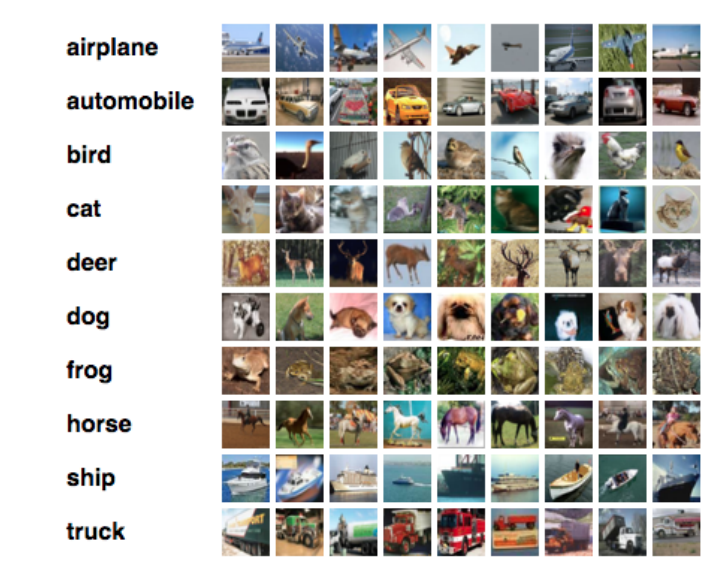 airplane
automobile
bird
cat
deer
dog
frog
horse
ship
truck